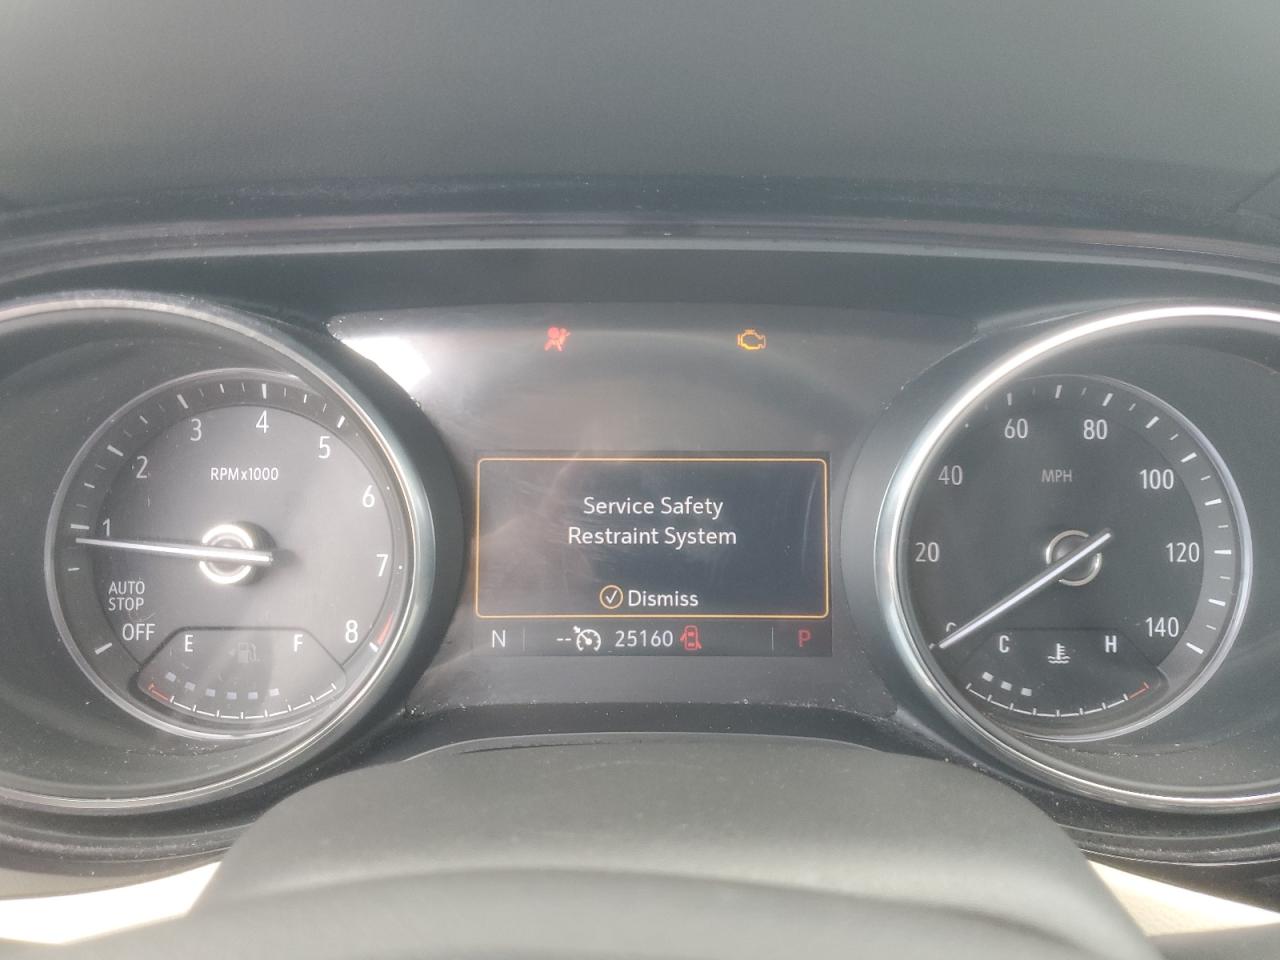 1
2
3
4
5
6
7
8
RPMx1000
AUTO
STOP
OFF
E
F
Service Safety
Restraint System
Dismiss
N
--
25160
P
20
40
60
80
100
120
140
MPH
C
H